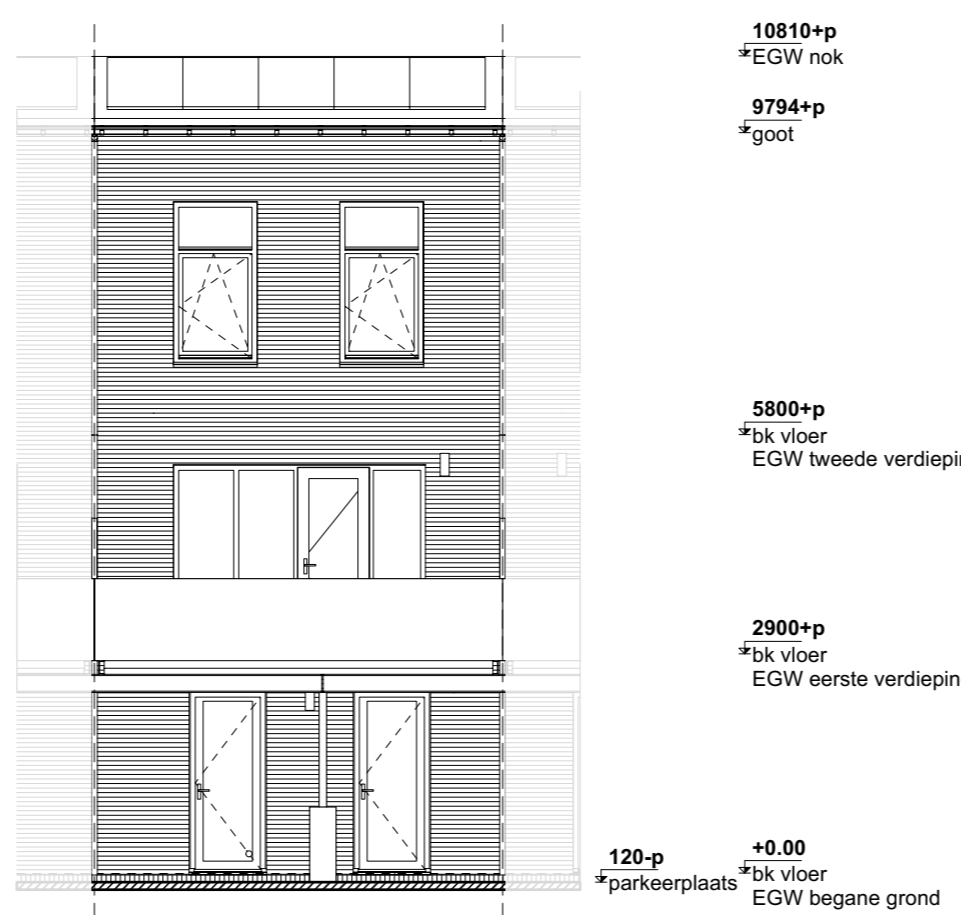 10810+p
EGW nok
9794+p
goot
5800+p
bk vloer
EGW tweede verdiepin
2900+p
bk vloer
EGW eerste verdiepin
120-p
parkeerplaats
+0.00
bk vloer
EGW begane grond